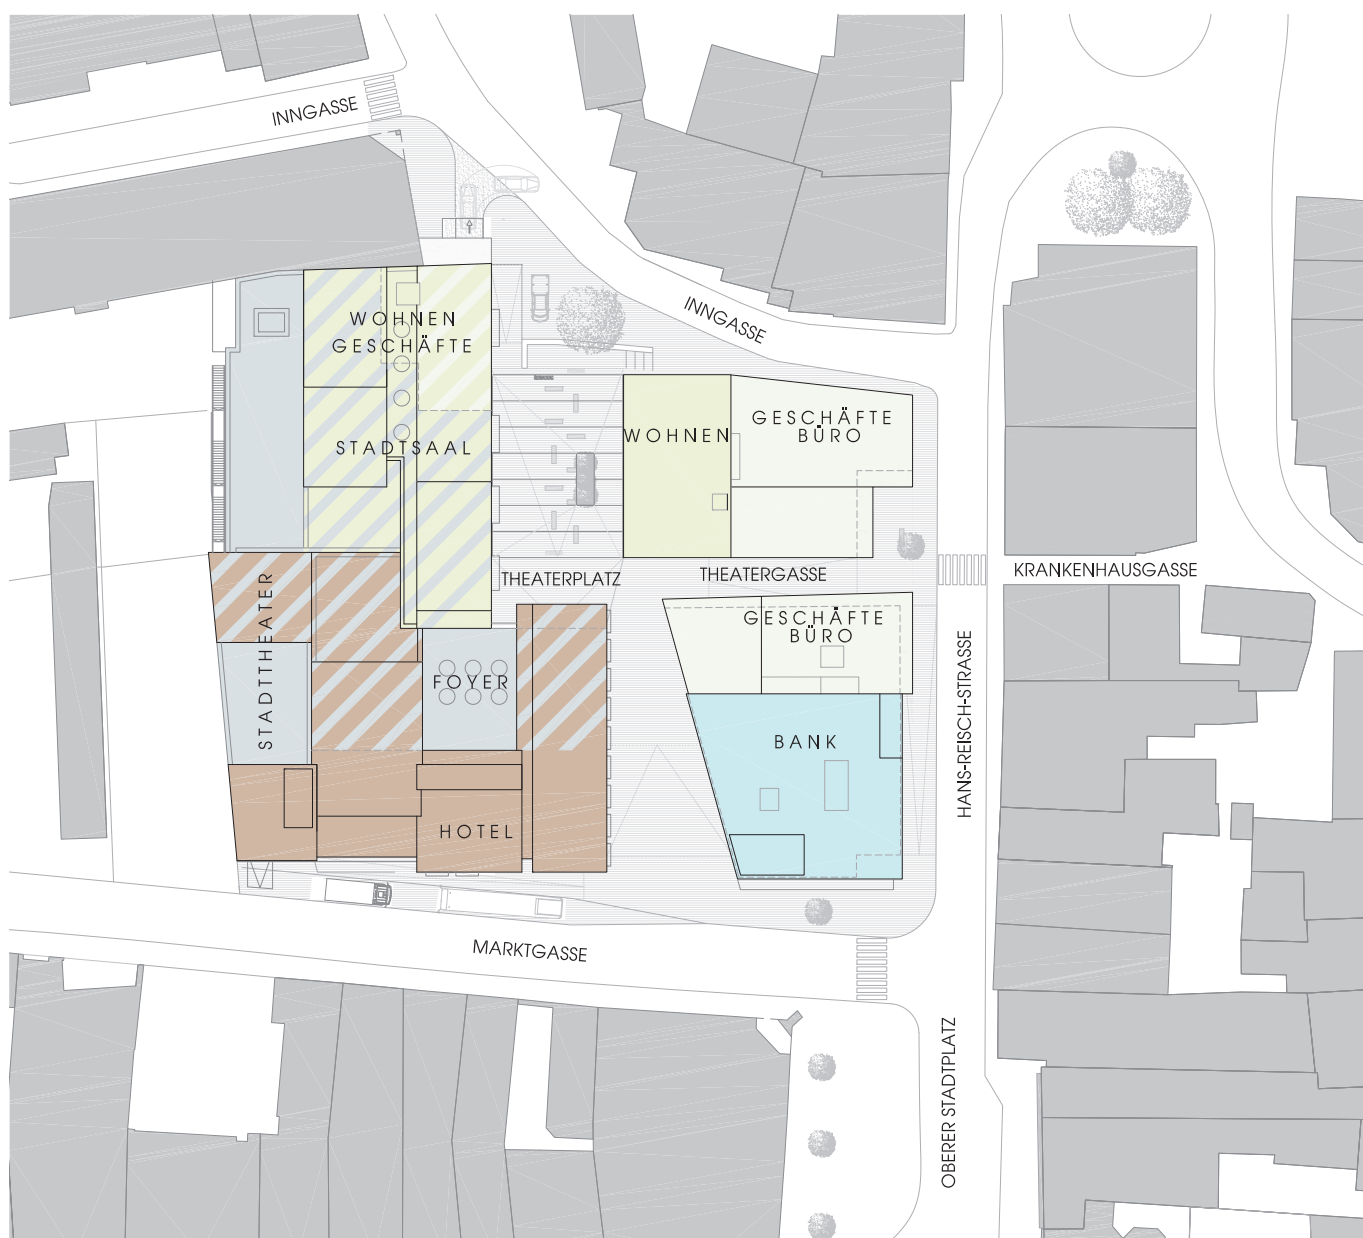 INNGASSE
INNGASSE
WOHNEN
GESCHÄFTE
STADTSAAL
WOHNEN
GESCHÄFTE
BÜRO
THEATERPLATZ
THEATERGASSE
KRANKENHAUSGASSE
GESCHÄFTE
BÜRO
STADTTHEATER
FOYER
HANS-REISCH-STRASSE
BANK
HOTEL
MARKTGASSE
OBERER STADTPLATZ